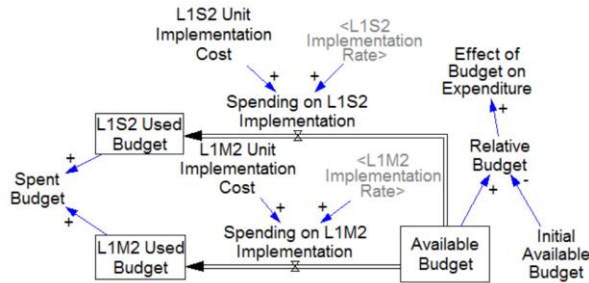 L1S2 Unit
Implementation
Cost
<L1S2
Implementation
Rate>
Effect of
Budget on
Expenditure
+
+
+
Spending on L1S2
Implementation
L1S2 Used
Budget
L1M2 Unit
Implementation
Cost
<L1M2
Implementation
Rate>
Relative
Budget
+
Spent
Budget
+
-
+
+
+
Spending on L1M2
Implementation
L1M2 Used
Budget
Available
Budget
Initial
Available
Budget